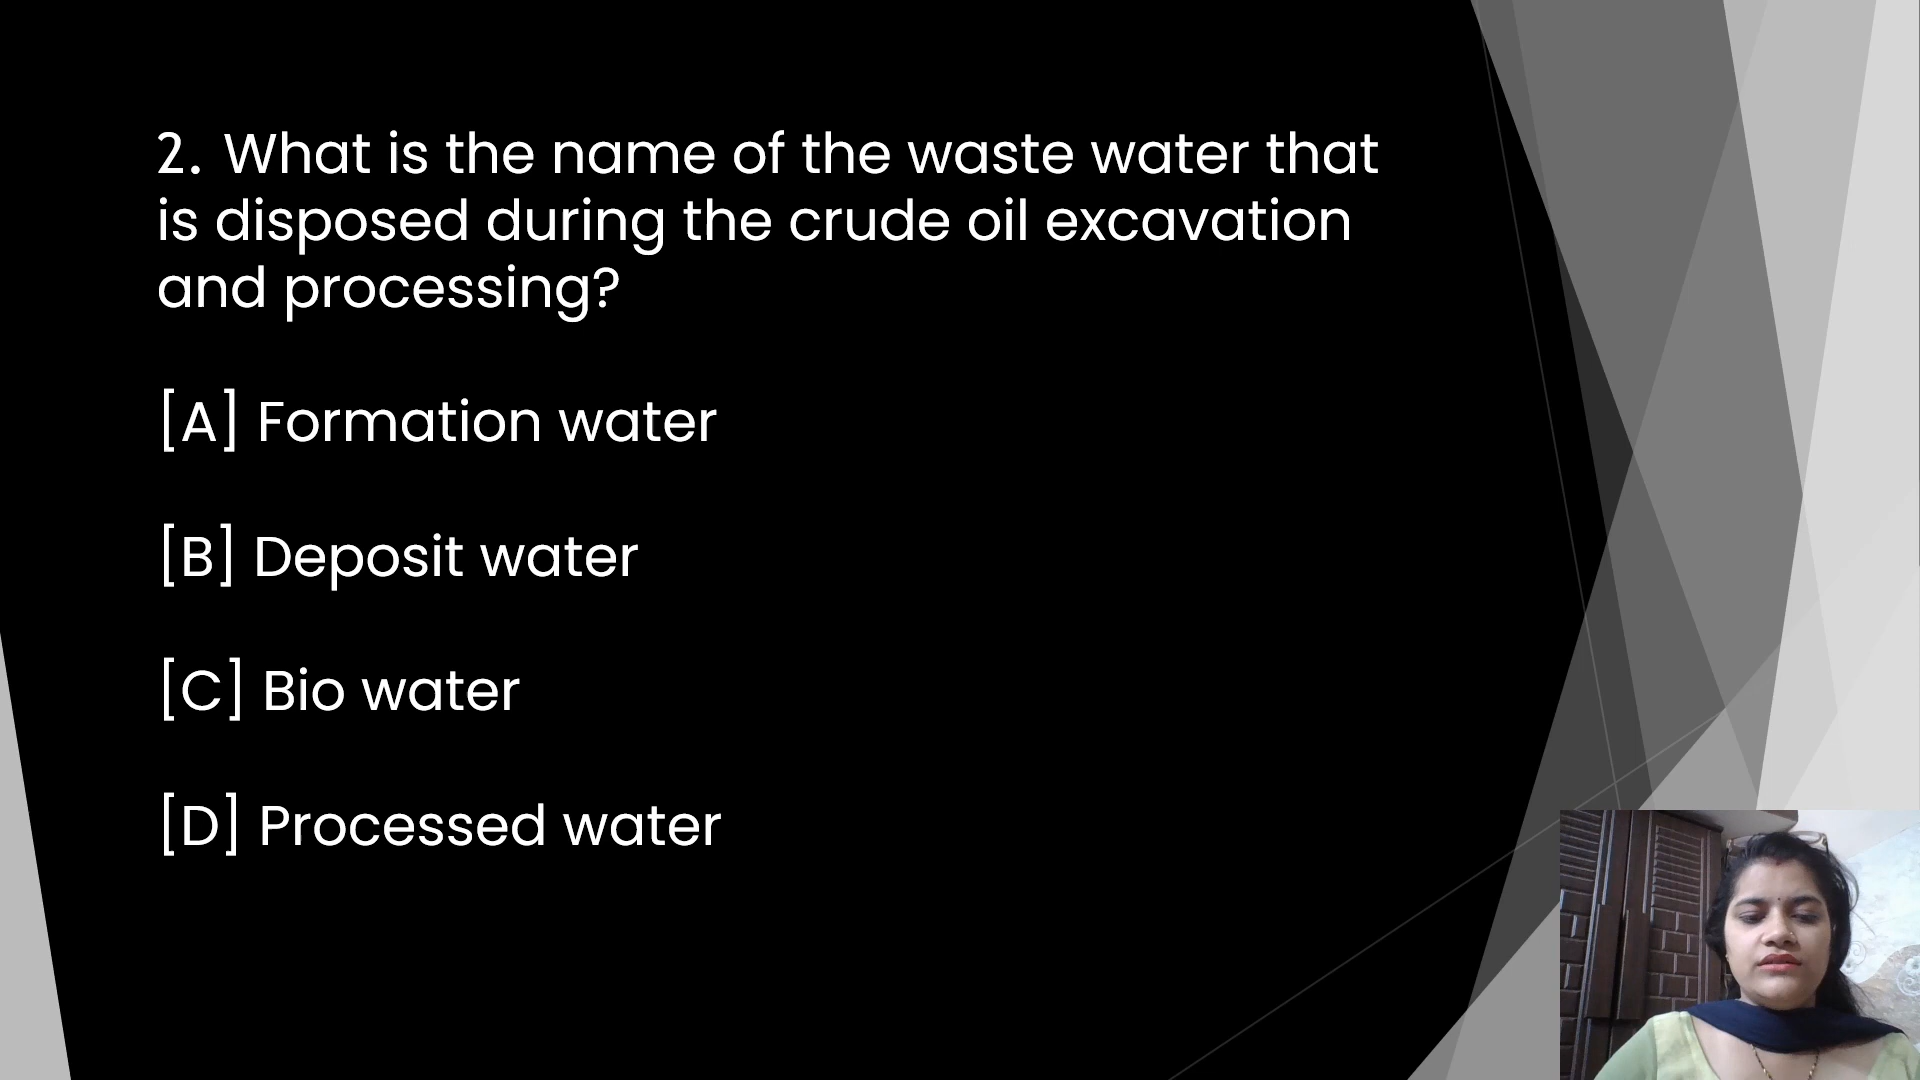 2. What is the name of the waste water that
is disposed during the crude oil excavation
and processing?
[A] Formation water
[B] Deposit water
[C] Bio water
[D] Processed water